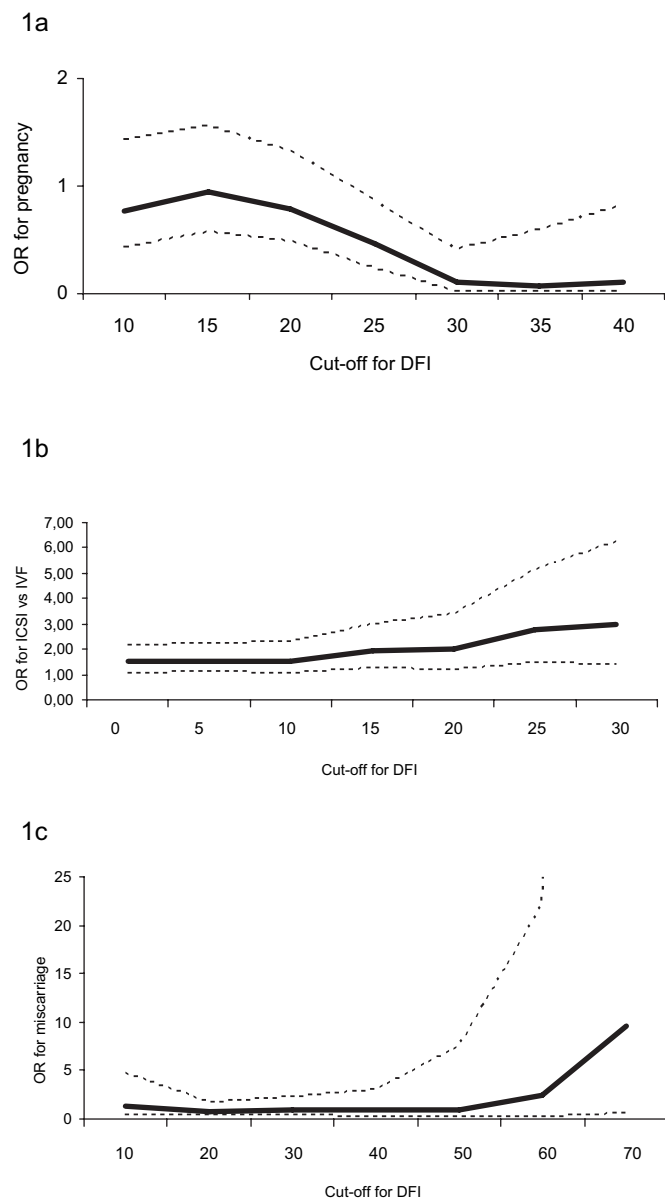 1a
OR for pregnancy
2
1
0
10 15 20 25 30 35 40
Cut-off for DFI
1b
OR for ICSI vs IVF
7,00
6,00
5,00
4,00
3,00
2,00
1,00
0,00
0 5 10 15 20 25 30
Cut-off for DFI
1c
OR for miscarriage
25
20
15
10
5
0
10 20 30 40 50 60 70
Cut-off for DFI